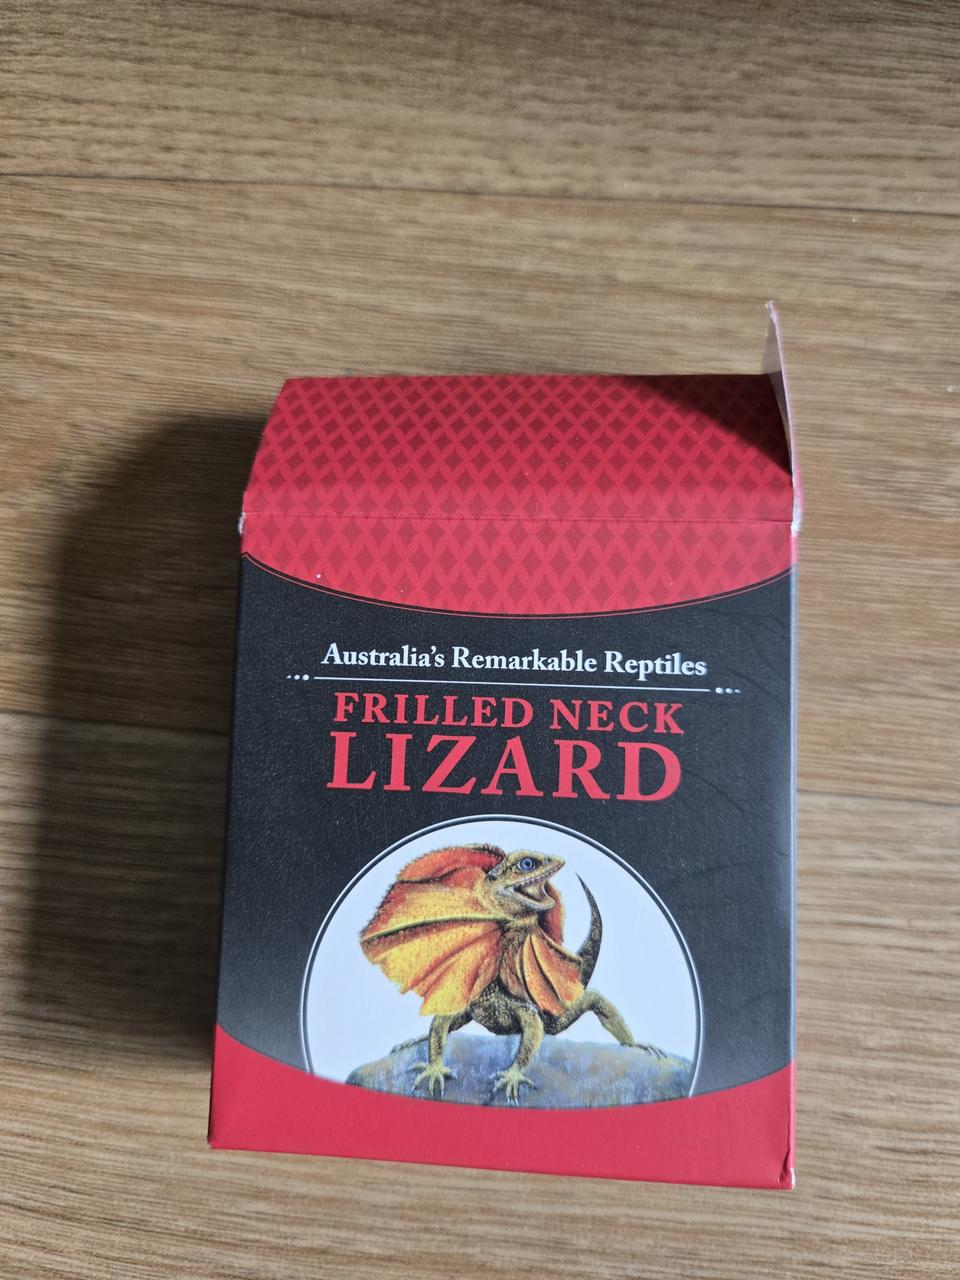 Australia's Remarkable Reptiles
FRILLED NECK
LIZARD